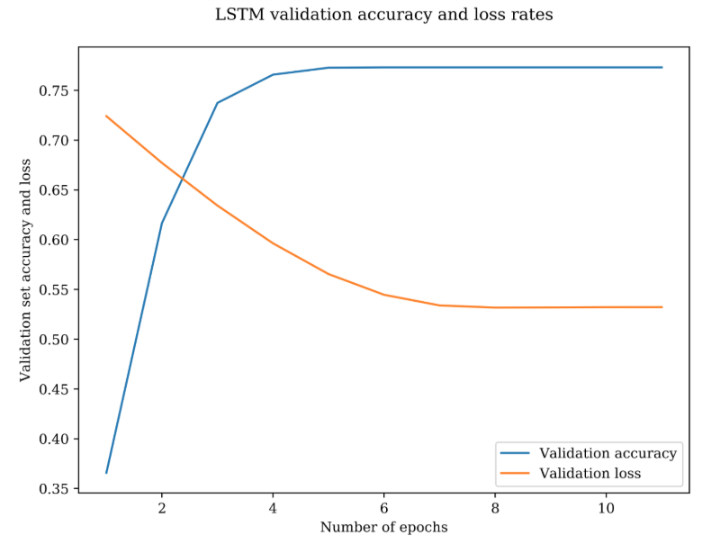 LSTM validation accuracy and loss rates
Validation set accuracy and loss
0.75
0.70
0.65
0.60
0.55
0.50
0.45
0.40
0.35
Validation accuracy
Validation loss
2 4 6 8 10
Number of epochs